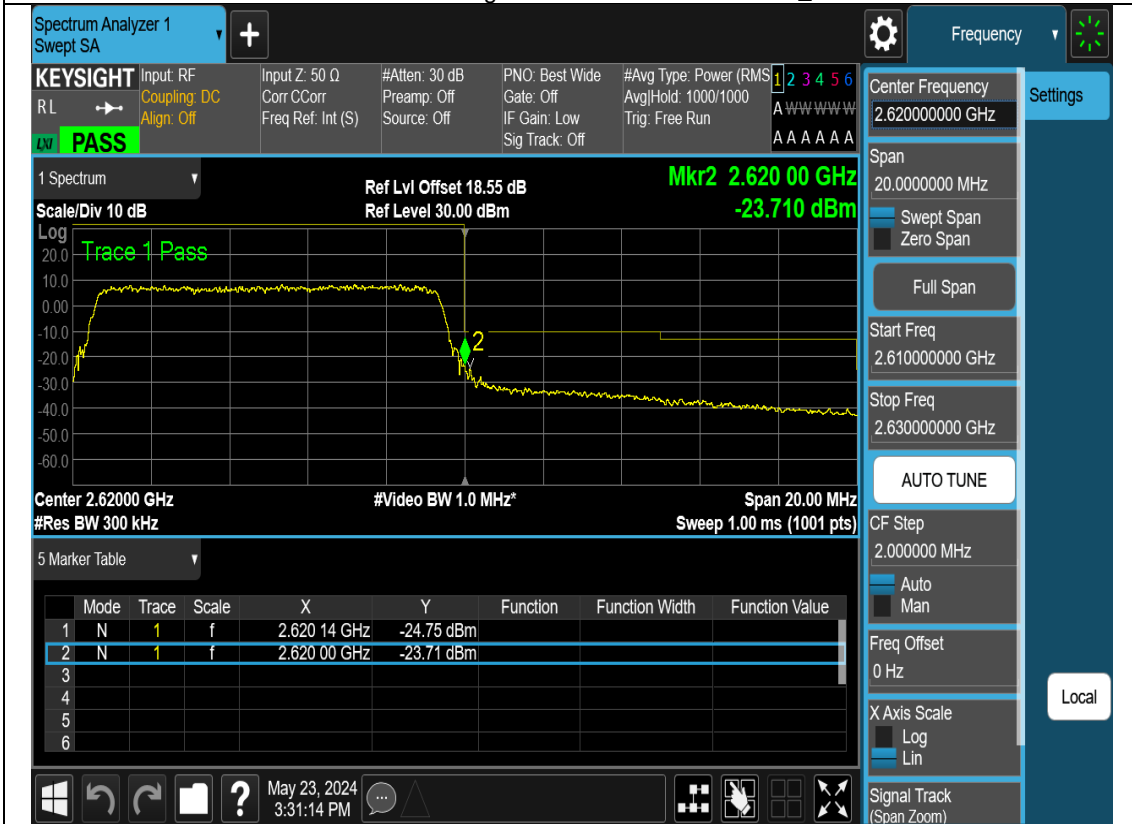 Spectrum Analyzer 1
Swept SA
Frequency
KEYSIGHT
Input: RF
Input Z: 50 Ω
#Atten: 30 dB
PNO: Best Wide
#Avg Type: Power (RMS
1 2 3 4 5 6
R L
Coupling: DC
Corr CCorr
Preamp: Off
Gate: Off
Avg|Hold: 1000/1000
A W W W W W
Align: Off
Freq Ref: Int (S)
Source: Off
IF Gain: Low
Trig: Free Run
LXI
PASS
Sig Track: Off
A A A A A A
1 Spectrum
Ref Lvl Offset 18.55 dB
Mkr2 2.620 00 GHz
Scale/Div 10 dB
Ref Level 30.00 dBm
-23.710 dBm
Log
Trace 1 Pass
20.0
10.0
0.00
-10.0
-20.0
-30.0
-40.0
-50.0
-60.0
2
Center 2.62000 GHz
#Video BW 1.0 MHz*
Span 20.00 MHz
#Res BW 300 kHz
Sweep 1.00 ms (1001 pts)
5 Marker Table
Mode Trace Scale X Y Function Function Width Function Value
1 N 1 f 2.620 14 GHz -24.75 dBm
2 N 1 f 2.620 00 GHz -23.71 dBm
3
4
5
6
May 23, 2024
3:31:14 PM
Center Frequency
2.620000000 GHz
Settings
Span
20.0000000 MHz
Swept Span
Zero Span
Full Span
Start Freq
2.610000000 GHz
Stop Freq
2.630000000 GHz
AUTO TUNE
CF Step
2.000000 MHz
Auto
Man
Freq Offset
0 Hz
Local
X Axis Scale
Log
Lin
Signal Track
(Span Zoom)